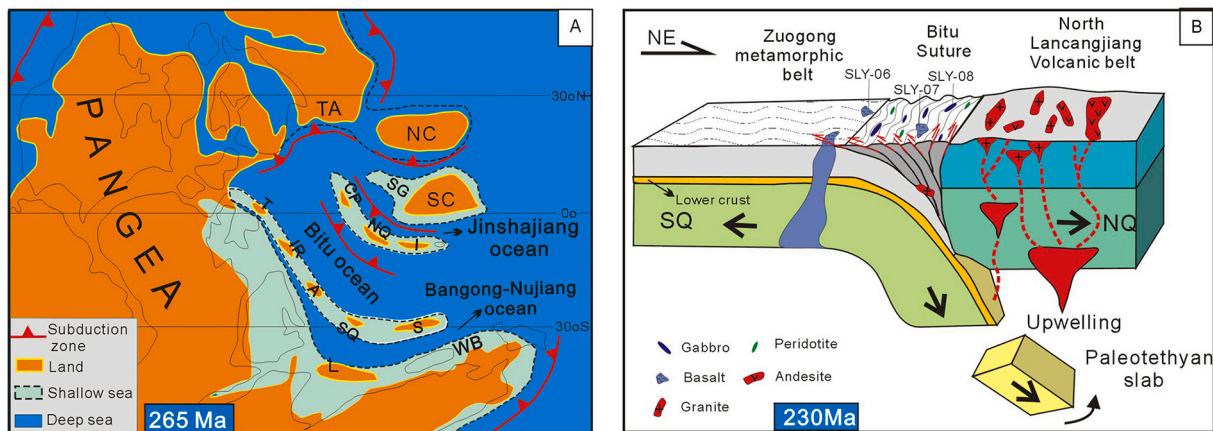 A
PANGEA
TA
30oN
NC
CP
SG
SC
0o
T
NQ
I
Jinshajiang
ocean
IR
Bitu ocean
A
Bangong-Nujiang
ocean
SQ
S
30oS
WB
L
Subduction
zone
Land
Shallow sea
Deep sea
265 Ma
B
NE
Zuogong
metamorphic
belt
Bitu
Suture
North
Lancangjiang
Volcanic belt
SLY-06
SLY-07
SLY-08
Lower crust
SQ
NQ
Upwelling
Paleotethyan
slab
Gabbro
Peridotite
Basalt
Andesite
Granite
230Ma